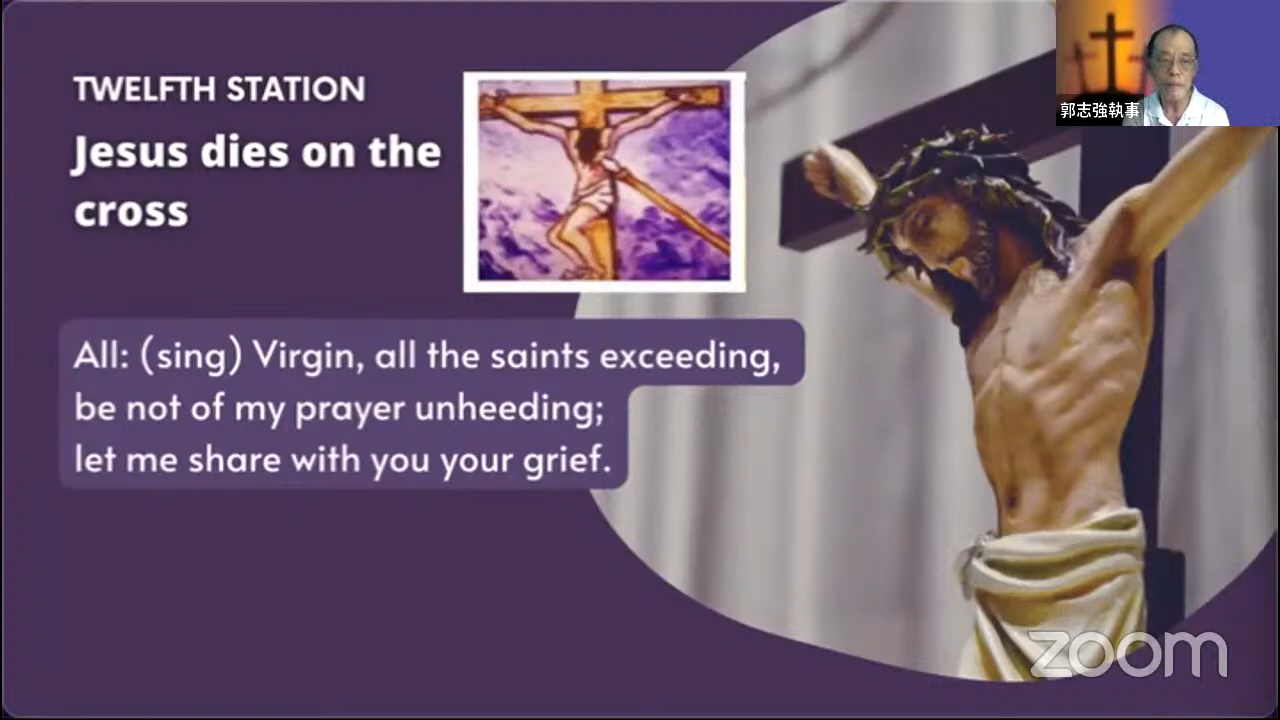 TWELFTH STATION
Jesus dies on the
cross
郭志強執事
All: (sing) Virgin, all the saints exceeding,
be not of my prayer unheeding;
let me share with you your grief.
zoom